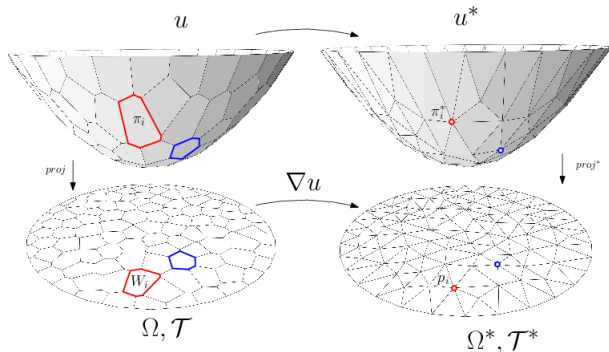 u
u*
π_i
π_i*
proj
proj*
∇u
W_i
p_i
Ω, 𝒯
Ω*, 𝒯*